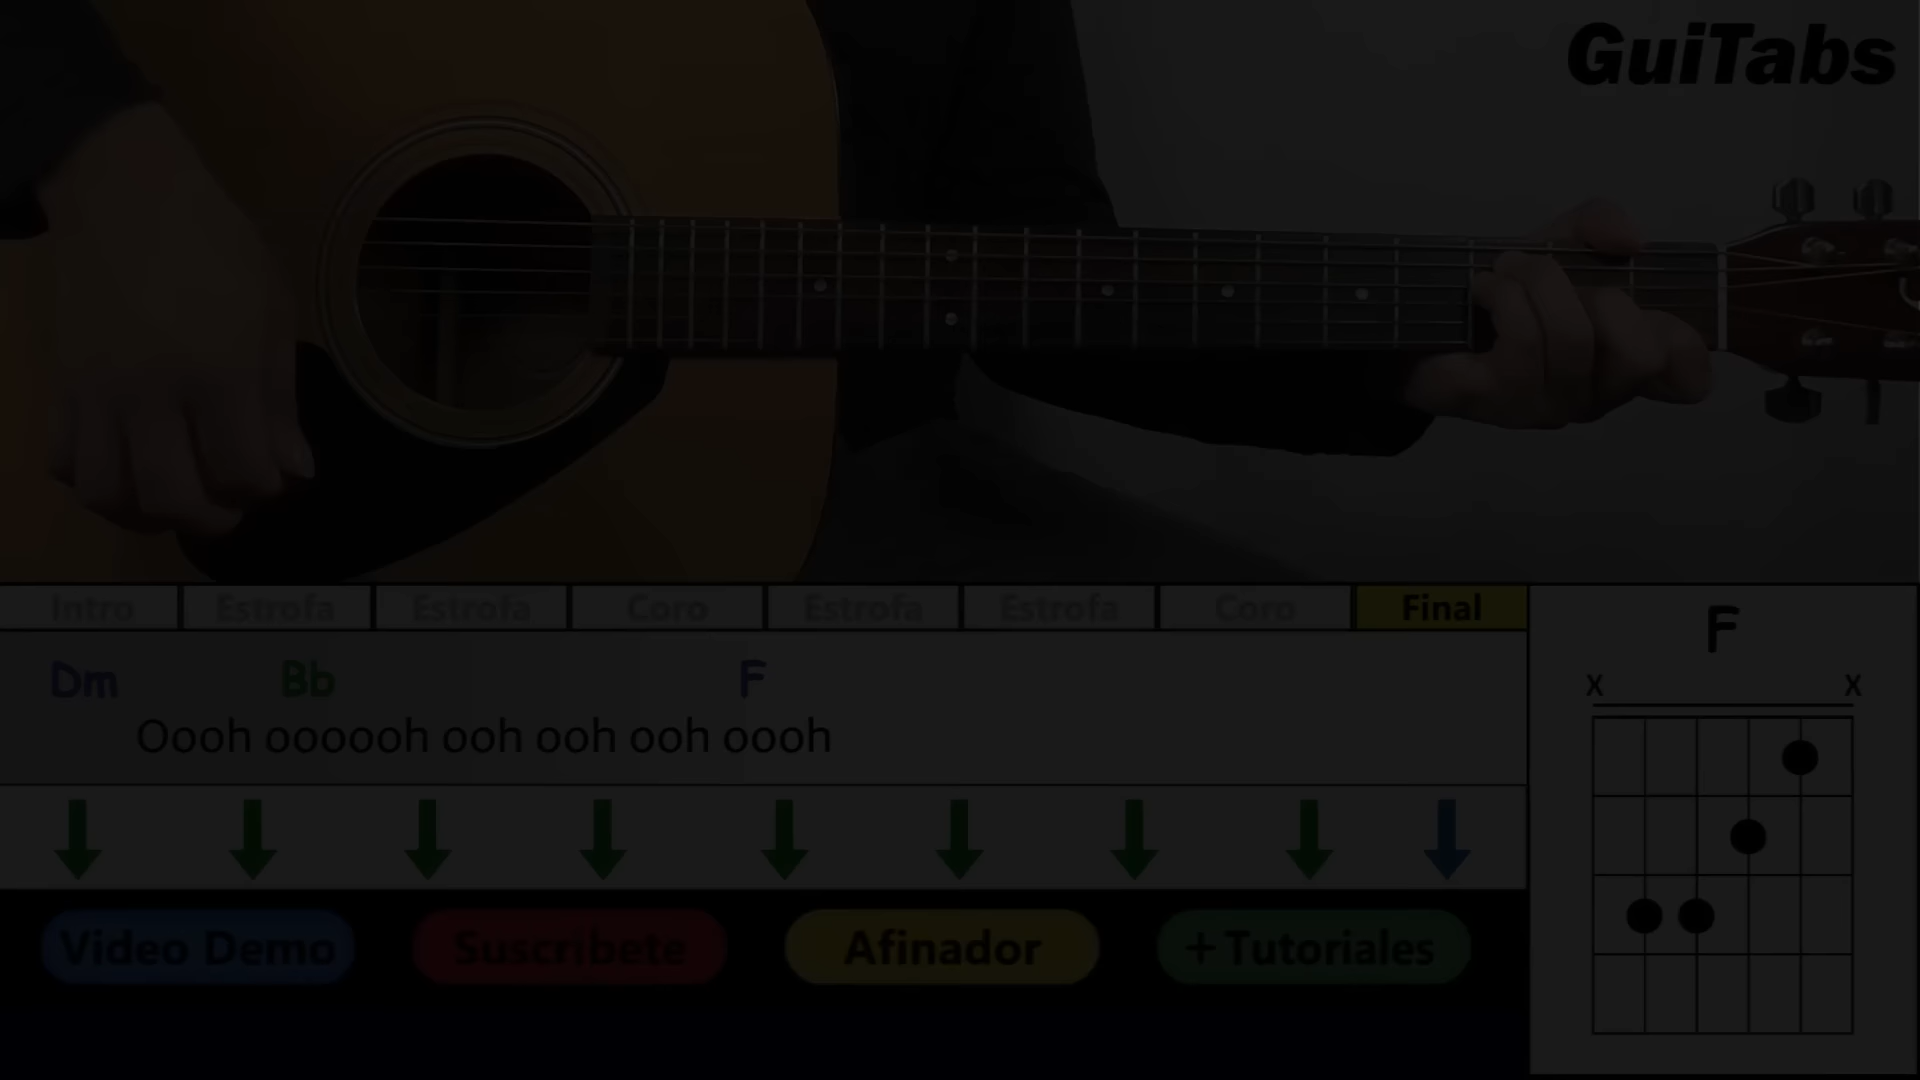 GuiTabs
Intro Estrofa Estrofa Coro Estrofa Estrofa Coro Final
F
Dm Bb F
X X
Oooh oooooh ooh ooh ooh oooh
Video Demo Suscríbete Afinador + Tutoriales